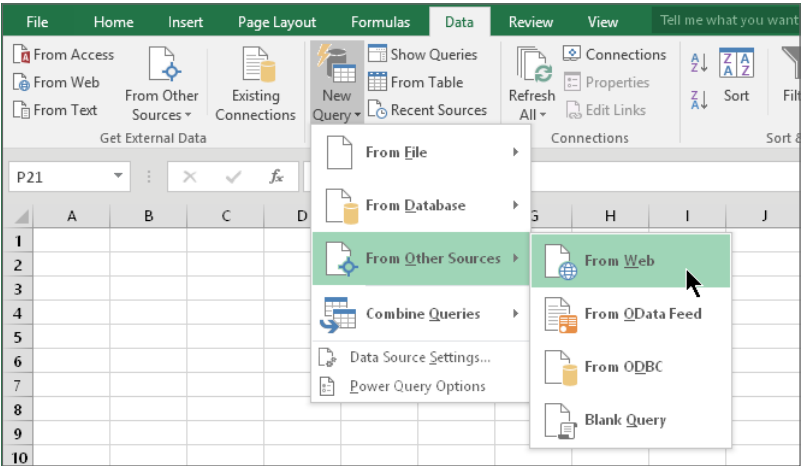 File Home Insert Page Layout Formulas Data Review View Tell me what you want
From Access
From Web
From Text
From Other Sources
Existing Connections
Get External Data
New Query
Show Queries
From Table
Recent Sources
Refresh All
Connections
Properties
Edit Links
Connections
Sort
Sort &
P21
fx
A B C D G H I J
1
2
3
4
5
6
7
8
9
10
From File
From Database
From Other Sources
Combine Queries
Data Source Settings...
Power Query Options
From Web
From OData Feed
From ODBC
Blank Query